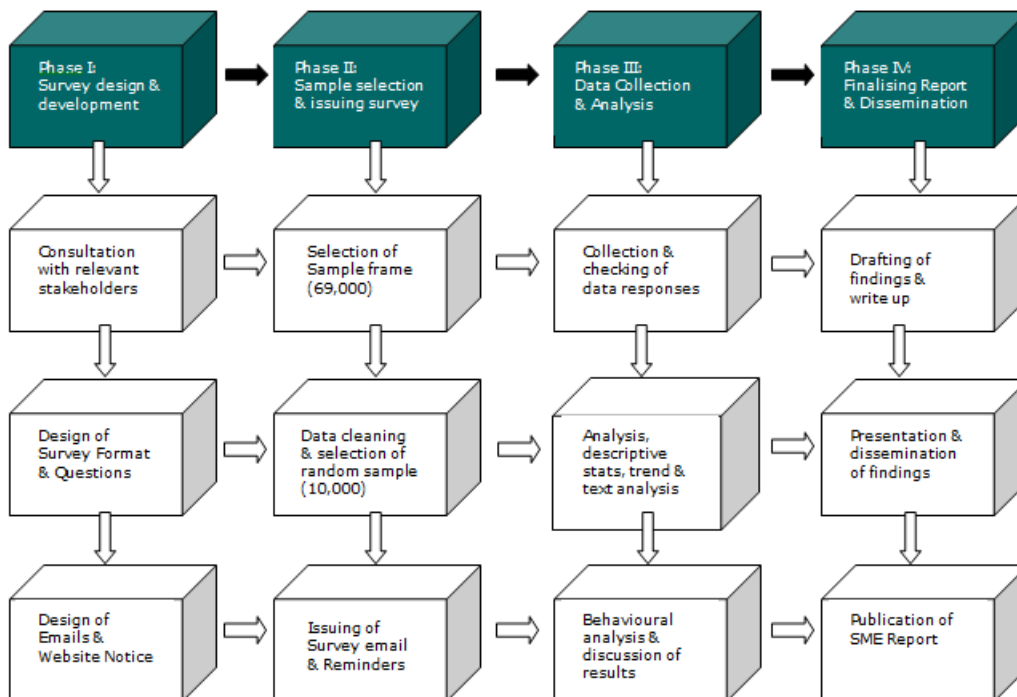 Phase I:
Survey design &
development
Phase II:
Sample selection
& issuing survey
Phase III:
Data Collection
& Analysis
Phase IV:
Finalising Report
& Dissemination
Consultation
with relevant
stakeholders
Selection of
Sample frame
(69,000)
Collection &
checking of
data responses
Drafting of
findings &
write up
Design of
Survey Format
& Questions
Data cleaning
& selection of
random sample
(10,000)
Analysis,
descriptive
stats, trend &
text analysis
Presentation &
dissemination
of findings
Design of
Emails &
Website Notice
Issuing of
Survey email
& Reminders
Behavioural
analysis &
discussion of
results
Publication of
SME Report